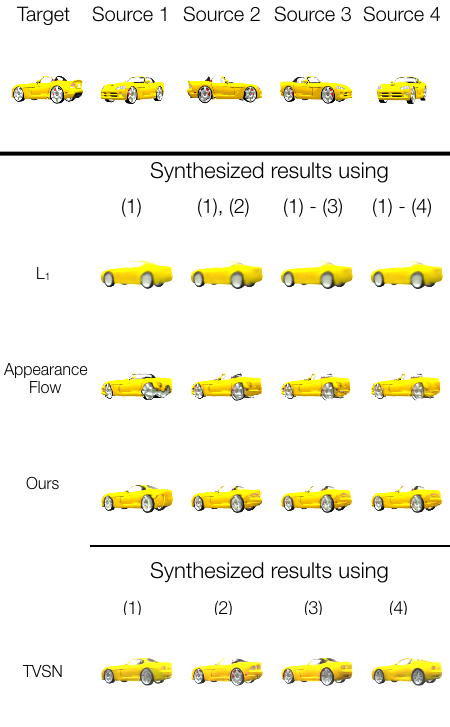 Target Source 1 Source 2 Source 3 Source 4
Synthesized results using
(1) (1), (2) (1) - (3) (1) - (4)
L₁
Appearance
Flow
Ours
Synthesized results using
(1) (2) (3) (4)
TVSN